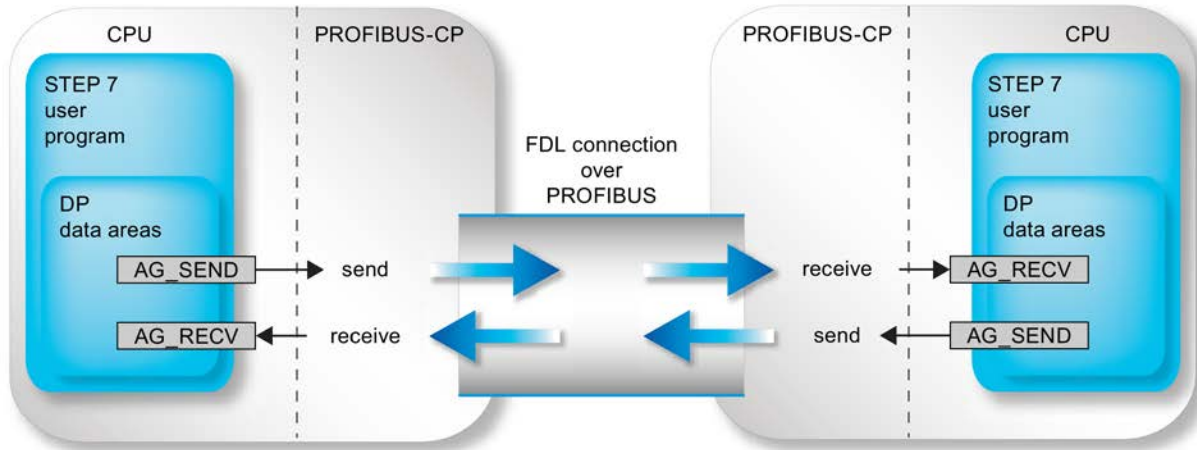 CPU
PROFIBUS-CP
STEP 7
user
program
DP
data areas
AG_SEND
send
AG_RECV
receive
FDL connection
over
PROFIBUS
PROFIBUS-CP
CPU
STEP 7
user
program
DP
data areas
receive
AG_RECV
send
AG_SEND